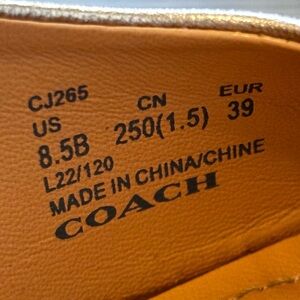 CJ265
US CN EUR
8.5B 250(1.5) 39
L22/120
MADE IN CHINA/CHINE
COACH